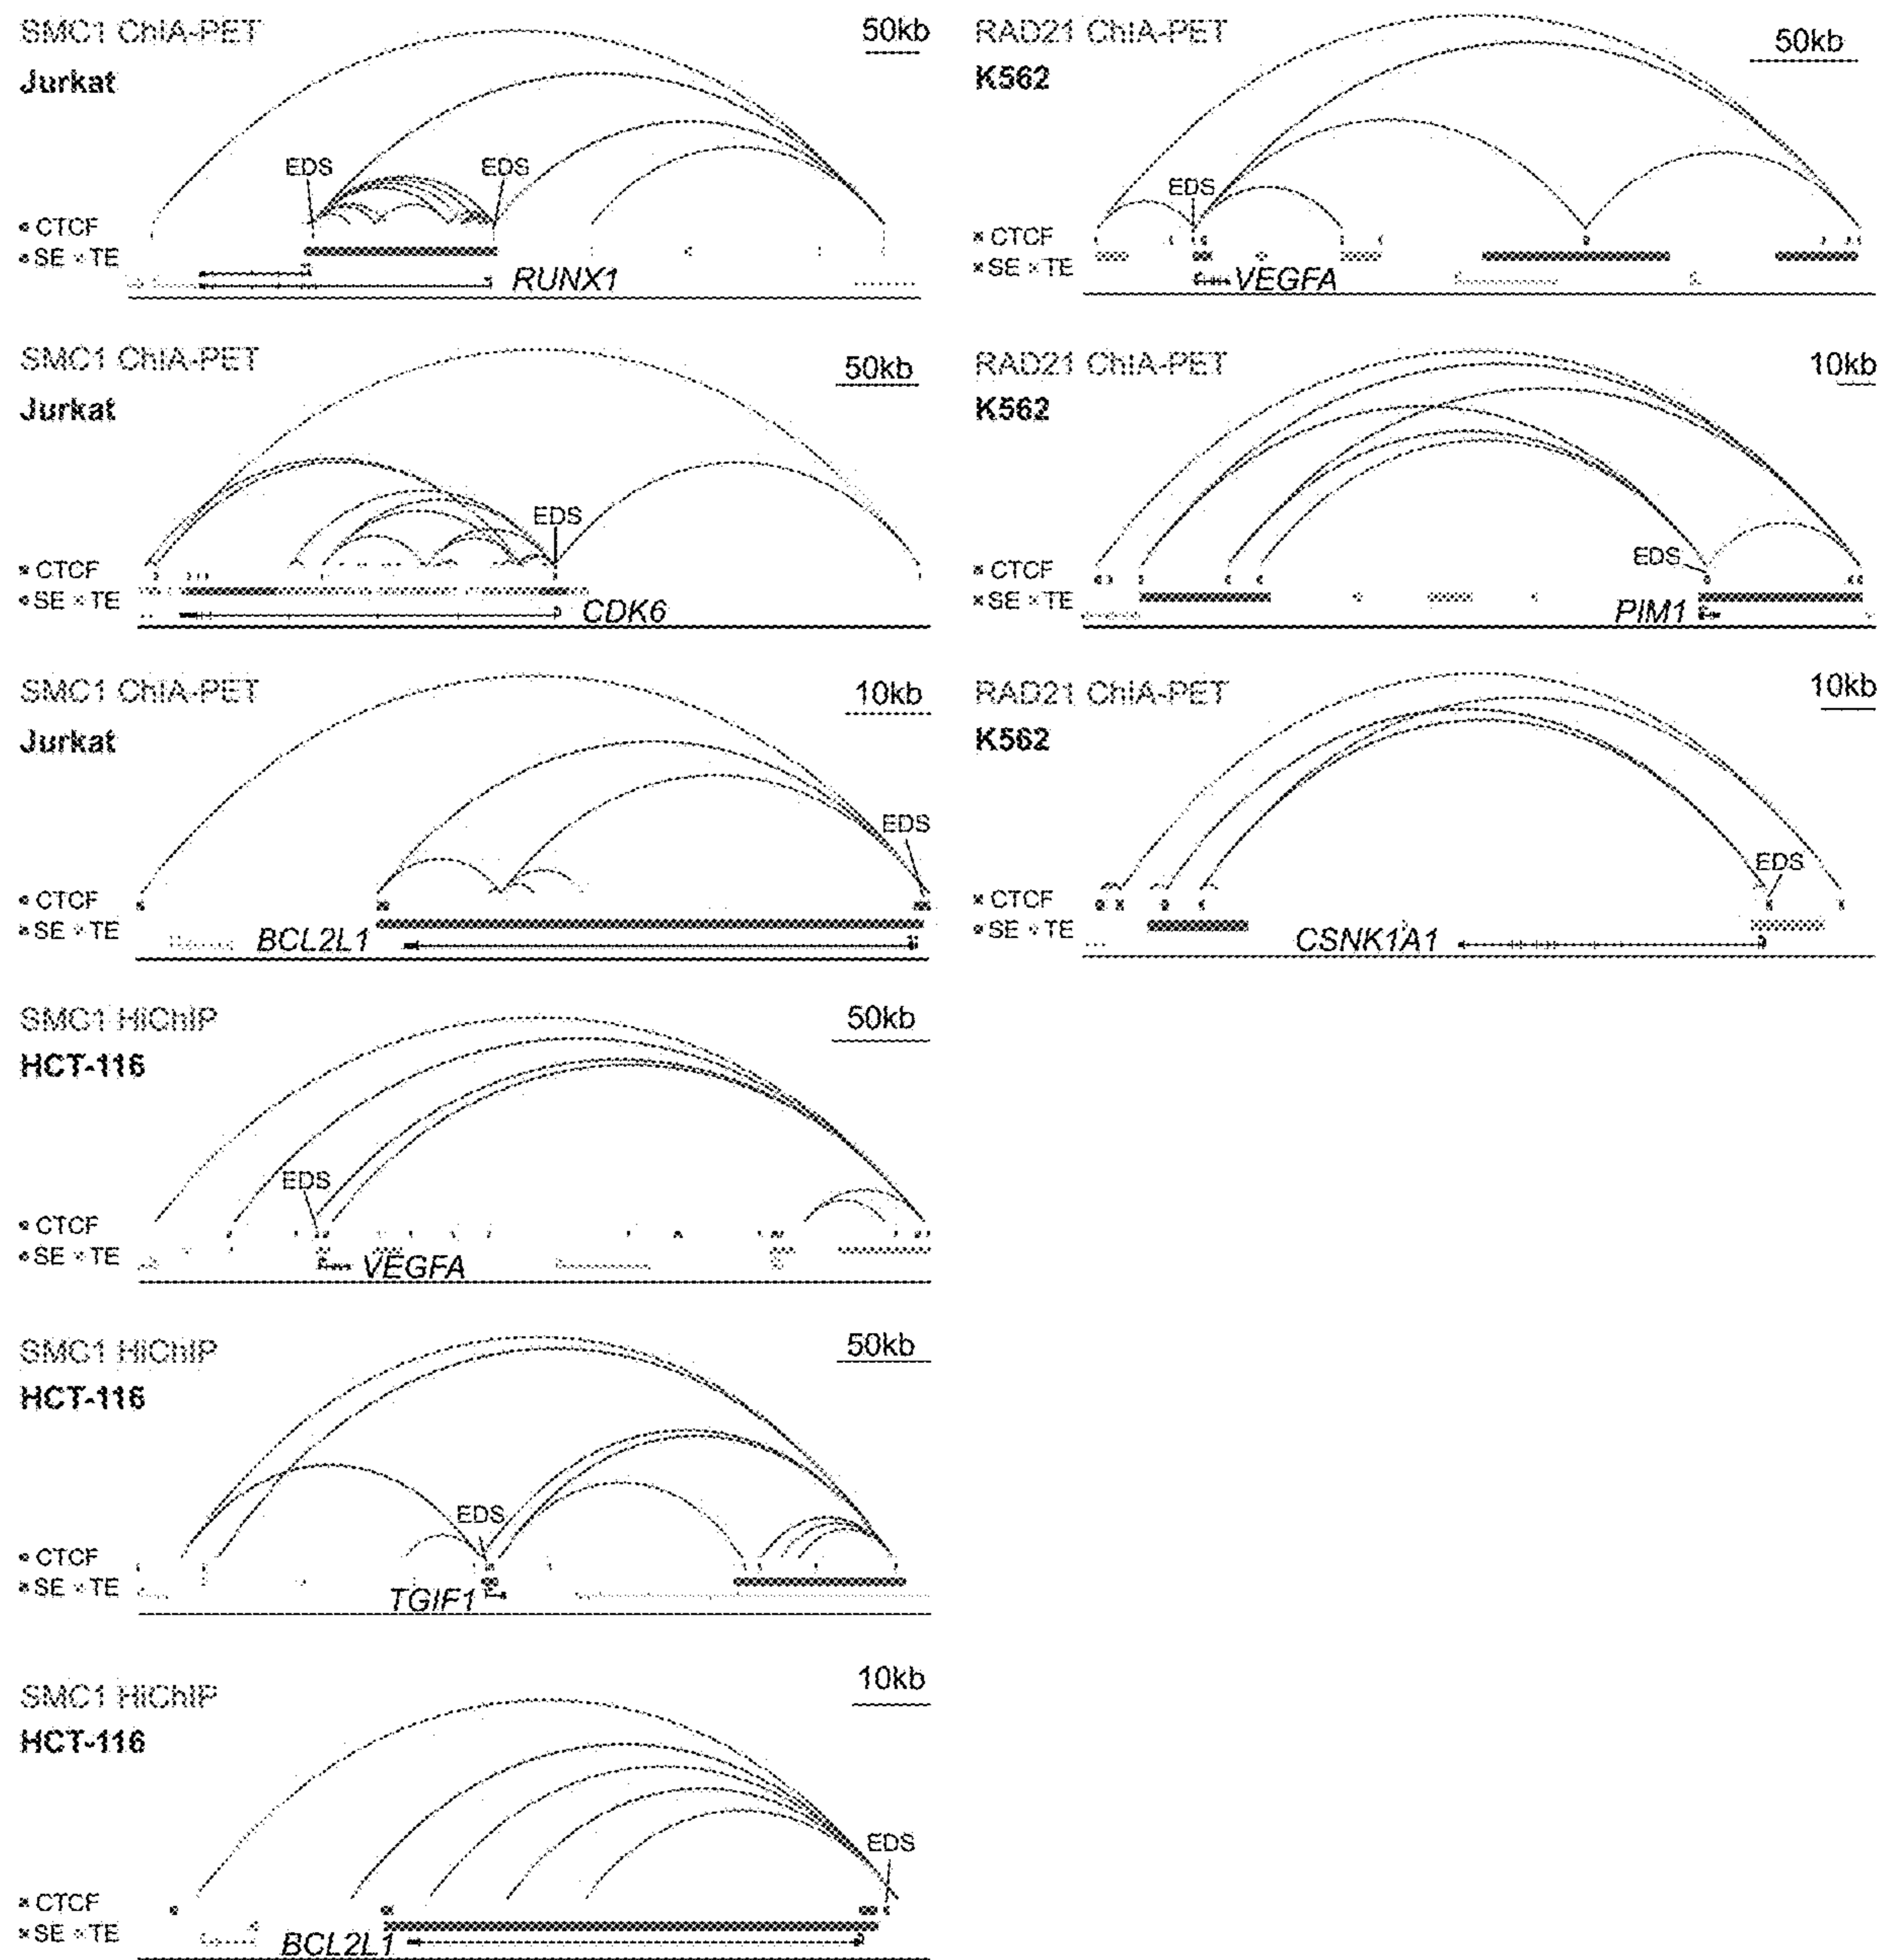 SMC1 ChIA-PET
50kb
Jurkat
EDS
EDS
CTCF
SE TE
RUNX1
RAD21 ChIA-PET
50kb
K562
EDS
CTCF
SE TE
VEGFA
SMC1 ChIA-PET
50kb
Jurkat
EDS
CTCF
SE TE
CDK6
RAD21 ChIA-PET
10kb
K562
EDS
CTCF
SE TE
PIM1
SMC1 ChIA-PET
10kb
Jurkat
EDS
CTCF
SE TE
BCL2L1
RAD21 ChIA-PET
10kb
K562
EDS
CTCF
SE TE
CSNK1A1
SMC1 HiChIP
50kb
HCT-116
EDS
CTCF
SE TE
VEGFA
SMC1 HiChIP
50kb
HCT-116
EDS
CTCF
SE TE
TGIF1
SMC1 HiChIP
10kb
HCT-116
EDS
CTCF
SE TE
BCL2L1